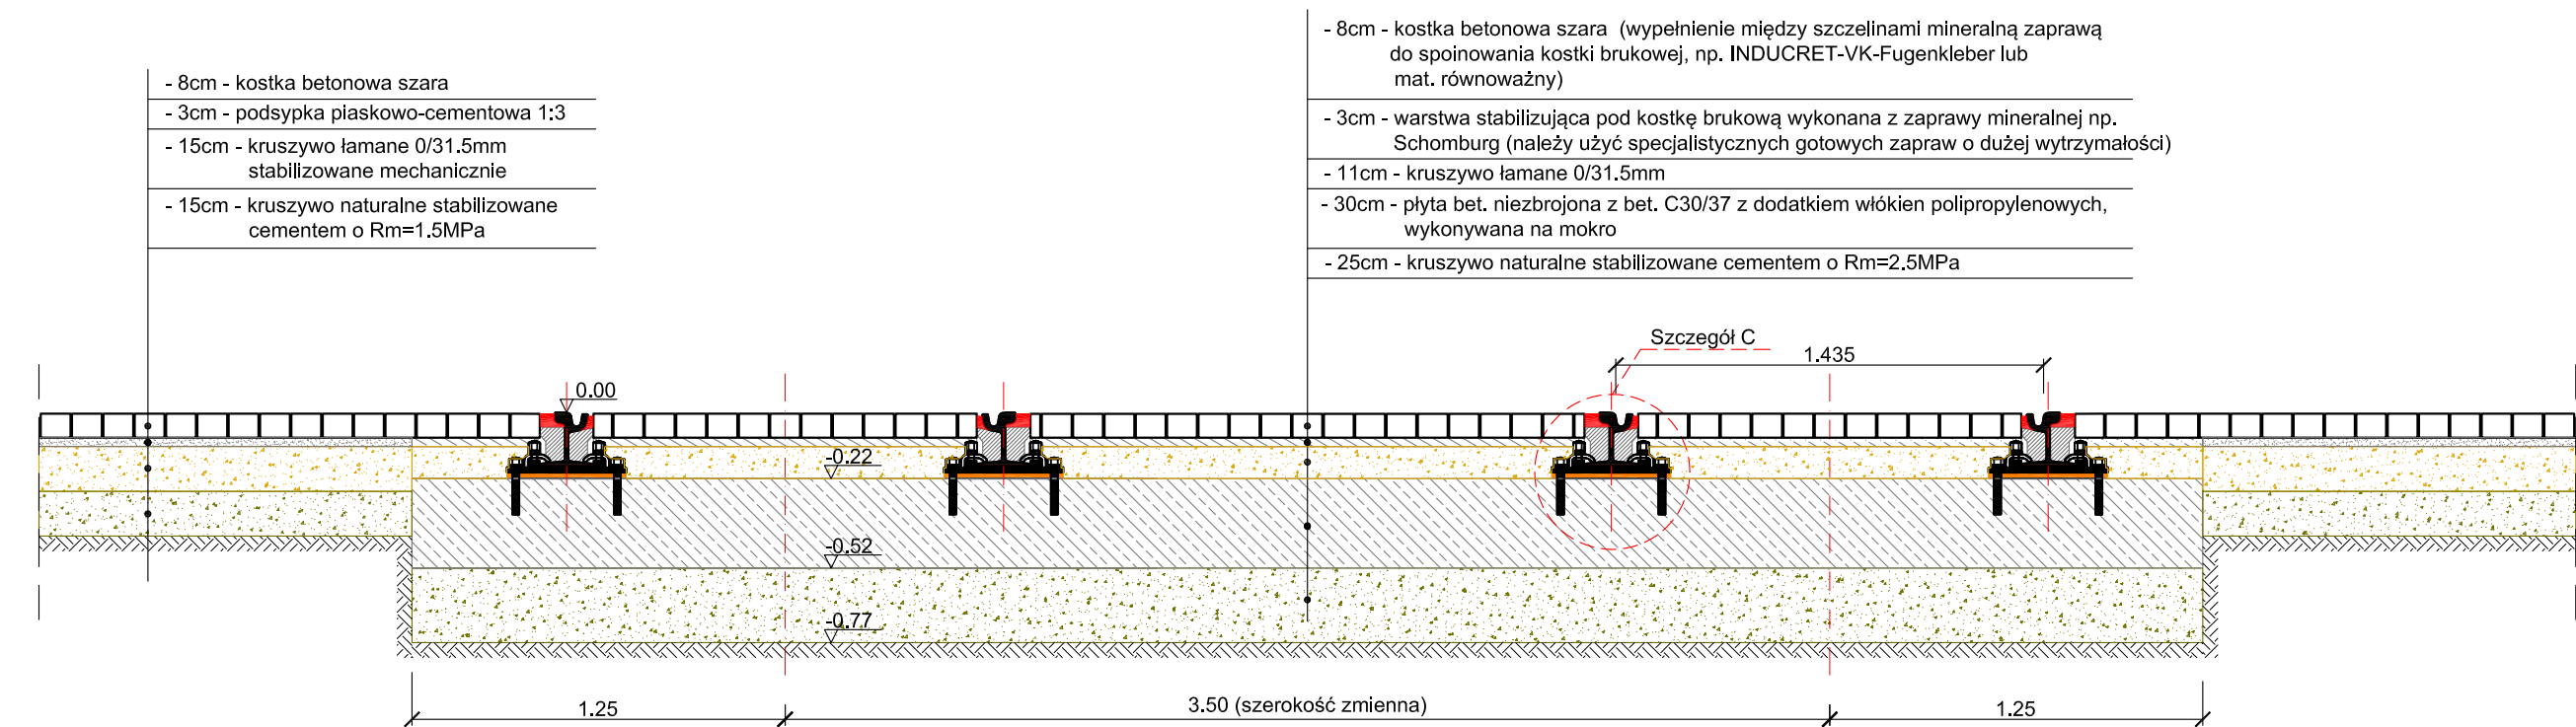 - 8cm - kostka betonowa szara
- 3cm - podsypka piaskowo-cementowa 1:3
- 15cm - kruszywo łamane 0/31.5mm
stabilizowane mechanicznie
- 15cm - kruszywo naturalne stabilizowane
cementem o Rm=1.5MPa
- 8cm - kostka betonowa szara (wypełnienie między szczelinami mineralną zaprawą
do spoinowania kostki brukowej, np. INDUCRET-VK-Fugenkleber lub
mat. równoważny)
- 3cm - warstwa stabilizująca pod kostkę brukową wykonana z zaprawy mineralnej np.
Schomburg (należy użyć specjalistycznych gotowych zapraw o dużej wytrzymałości)
- 11cm - kruszywo łamane 0/31.5mm
- 30cm - płyta bet. niezbrojona z bet. C30/37 z dodatkiem włókien polipropylenowych,
wykonywana na mokro
- 25cm - kruszywo naturalne stabilizowane cementem o Rm=2.5MPa
Szczegół C
1.435
0.00
-0.22
-0.52
-0.77
1.25
3.50 (szerokość zmienna)
1.25